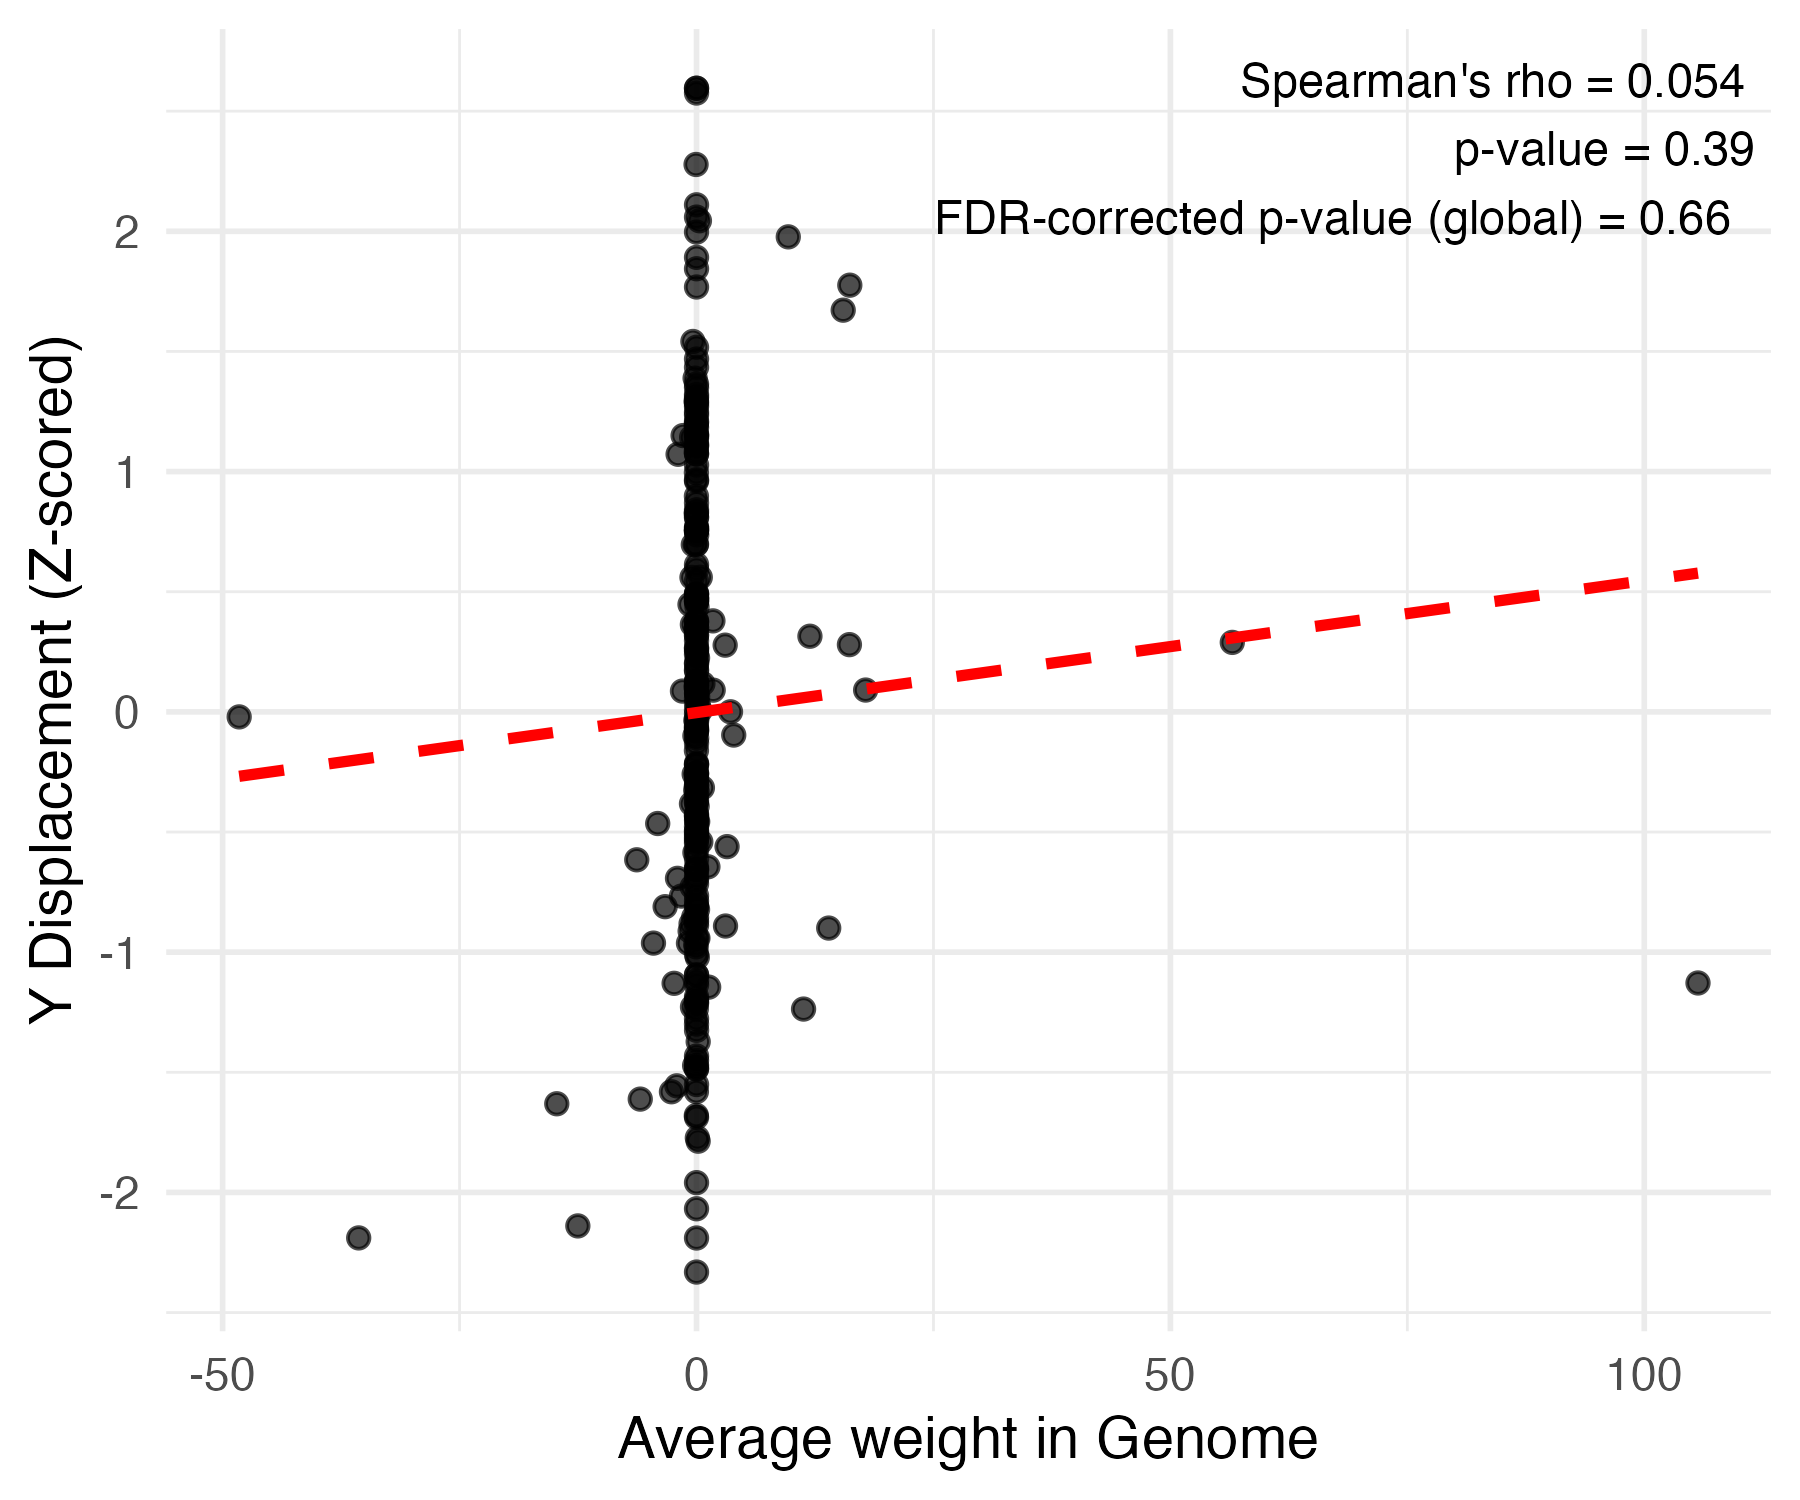 Spearman's rho = 0.054
p-value = 0.39
FDR-corrected p-value (global) = 0.66
Y Displacement (Z-scored)
2
1
0
-1
-2
-50
0
50
100
Average weight in Genome